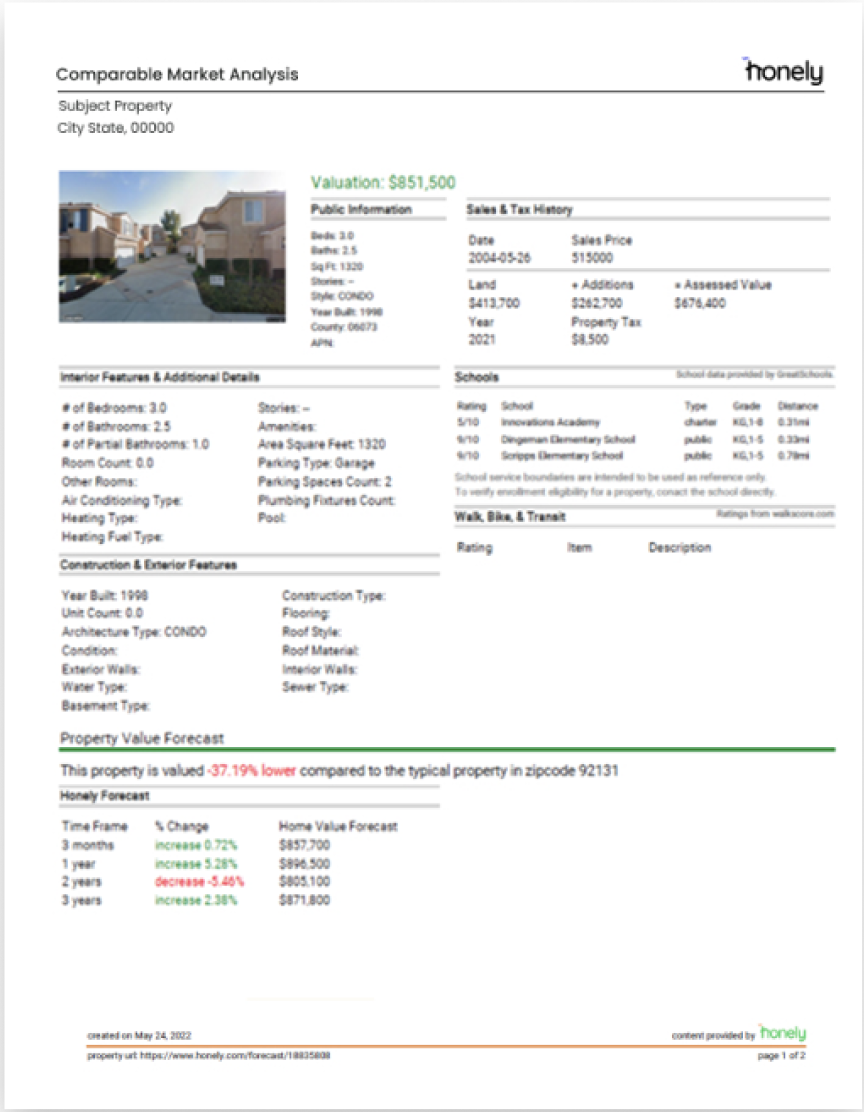 Comparable Market Analysis
honely
Subject Property
City State, 00000
Valuation: $851,500
Public Information
Beds: 3.0
Baths: 2.5
Sq Ft: 1320
Stories: --
Style: CONDO
Year Built: 1998
County: 06073
APN:
Sales & Tax History
Date Sales Price
2004-05-26 515000
Land + Additions = Assessed Value
$413,700 $262,700 $676,400
Year Property Tax
2021 $8,500
Interior Features & Additional Details
# of Bedrooms: 3.0 Stories: --
# of Bathrooms: 2.5 Amenities:
# of Partial Bathrooms: 1.0 Area Square Feet: 1320
Room Count: 0.0 Parking Type: Garage
Other Rooms: Parking Spaces Count: 2
Air Conditioning Type: Plumbing Fixtures Count:
Heating Type: Pool:
Heating Fuel Type:
Schools School data provided by GreatSchools.
Rating School Type Grade Distance
5/10 Innovations Academy charter KG,1-8 0.31mi
9/10 Dingeman Elementary School public KG,1-5 0.33mi
9/10 Scripps Elementary School public KG,1-5 0.78mi
School service boundaries are intended to be used as reference only.
To verify enrollment eligibility for a property, conact the school directly.
Walk, Bike, & Transit Ratings from walkscore.com
Rating Item Description
Construction & Exterior Features
Year Built: 1998 Construction Type:
Unit Count: 0.0 Flooring:
Architecture Type: CONDO Roof Style:
Condition: Roof Material:
Exterior Walls: Interior Walls:
Water Type: Sewer Type:
Basement Type:
Property Value Forecast
This property is valued -37.19% lower compared to the typical property in zipcode 92131
Honely Forecast
Time Frame % Change Home Value Forecast
3 months increase 0.72% $857,700
1 year increase 5.28% $896,500
2 years decrease -5.46% $805,100
3 years increase 2.38% $871,800
created on May 24, 2022 content provided by honely
property url: https://www.honely.com/forecast/18835808 page 1 of 2